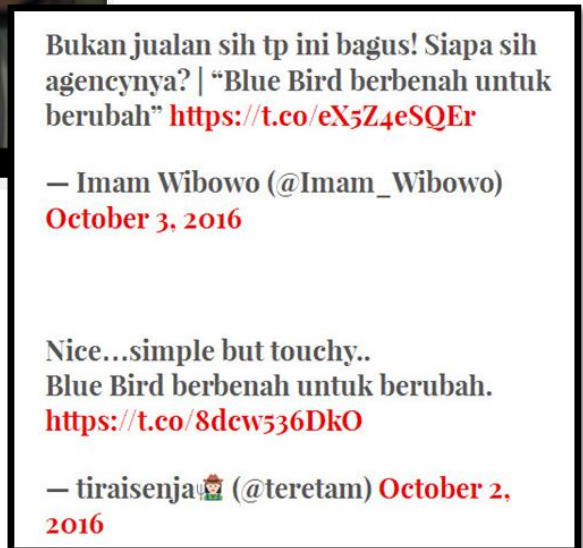 Bukan jualan sih tp ini bagus! Siapa sih
agencynya? | “Blue Bird berbenah untuk
berubah” https://t.co/eX5Z4eSQEr
— Imam Wibowo (@Imam_Wibowo)
October 3, 2016
Nice...simple but touchy..
Blue Bird berbenah untuk berubah.
https://t.co/8dcw536DkO
— tiraisenja👩🏻‍🌾 (@teretam) October 2,
2016